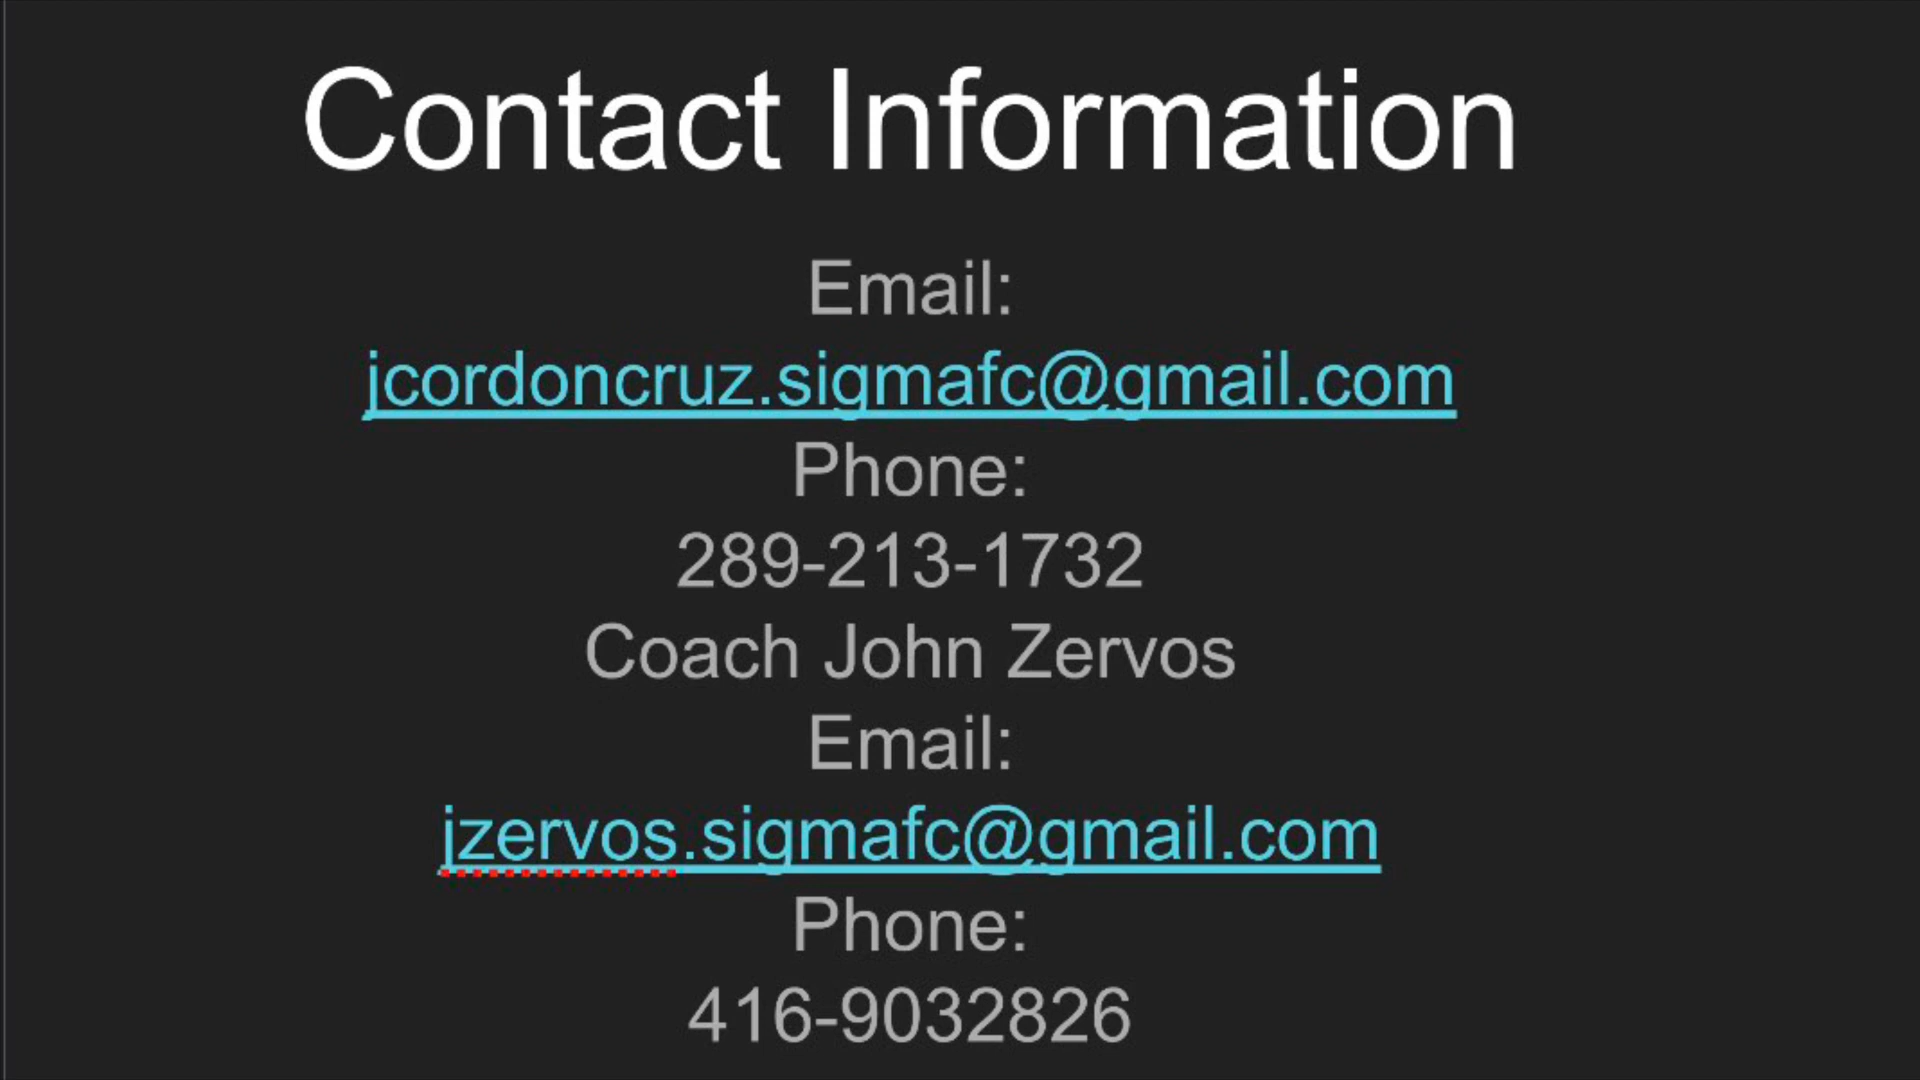 Contact Information
Email:
jcordoncruz.sigmafc@gmail.com
Phone:
289-213-1732
Coach John Zervos
Email:
jzervos.sigmafc@gmail.com
Phone:
416-9032826